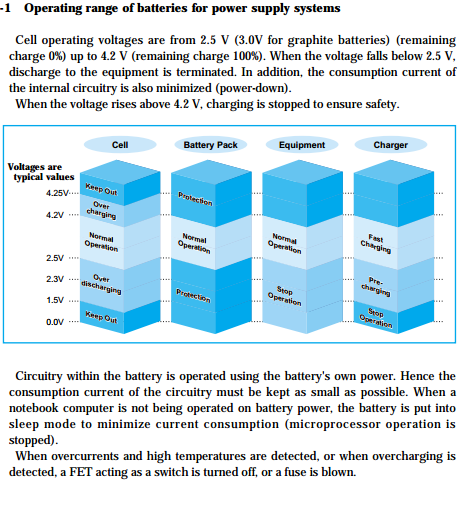 -1 Operating range of batteries for power supply systems
Cell operating voltages are from 2.5 V (3.0V for graphite batteries) (remaining
charge 0%) up to 4.2 V (remaining charge 100%). When the voltage falls below 2.5 V,
discharge to the equipment is terminated. In addition, the consumption current of
the internal circuitry is also minimized (power-down).
When the voltage rises above 4.2 V, charging is stopped to ensure safety.
Cell Battery Pack Equipment Charger
Voltages are
typical values
4.25V
4.2V
2.5V
2.3V
1.5V
0.0V
Keep Out
Over
charging
Normal
Operation
Over
discharging
Keep Out
Protection
Normal
Operation
Protection
Normal
Operation
Stop
Operation
Fast
Charging
Pre-
charging
Stop
Operation
Circuitry within the battery is operated using the battery's own power. Hence the
consumption current of the circuitry must be kept as small as possible. When a
notebook computer is not being operated on battery power, the battery is put into
sleep mode to minimize current consumption (microprocessor operation is
stopped).
When overcurrents and high temperatures are detected, or when overcharging is
detected, a FET acting as a switch is turned off, or a fuse is blown.